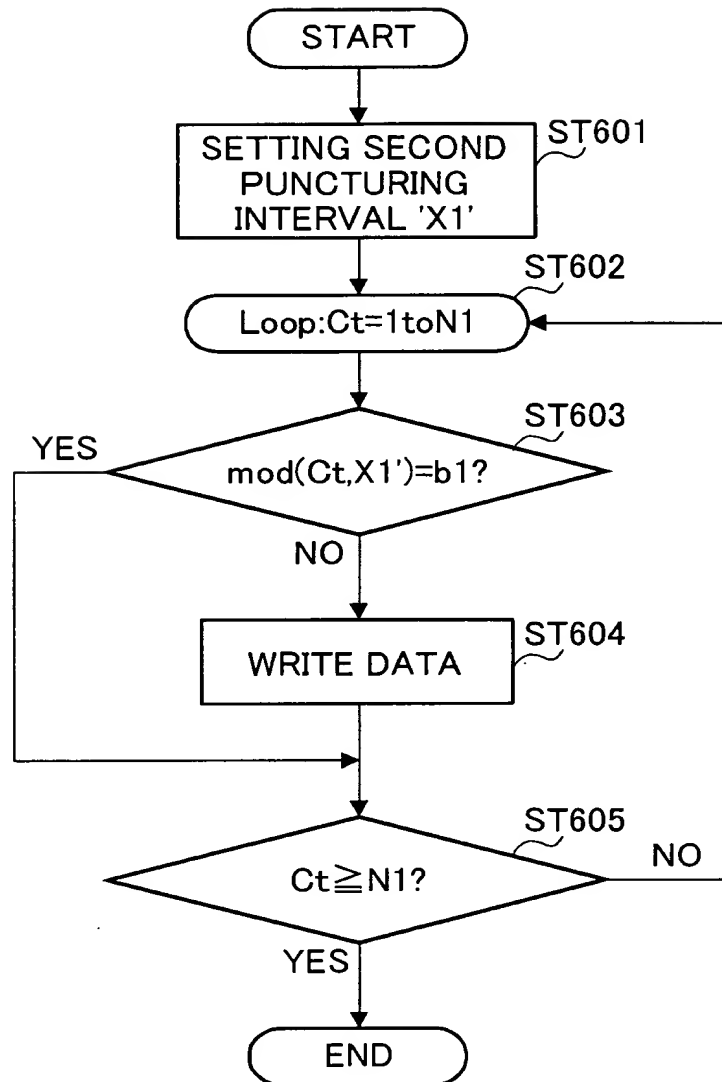 START
ST601
SETTING SECOND
PUNCTURING
INTERVAL 'X1'
ST602
Loop:Ct=1toN1
ST603
YES
mod(Ct,X1')=b1?
NO
ST604
WRITE DATA
ST605
Ct≧N1?
NO
YES
END